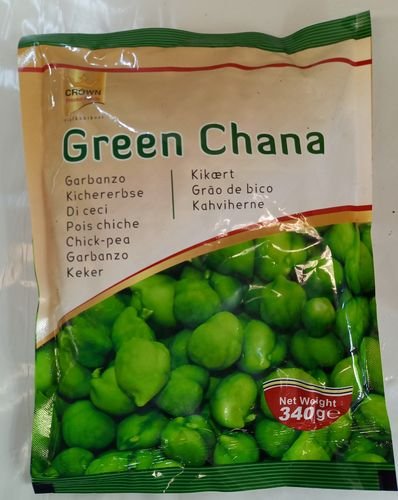 CROWN
Green Chana
Garbanzo
Kichererbse
Di ceci
Pois chiche
Chick-pea
Garbanzo
Keker
Kikært
Grão de bico
Kahviherne
Net Weight :
340g e